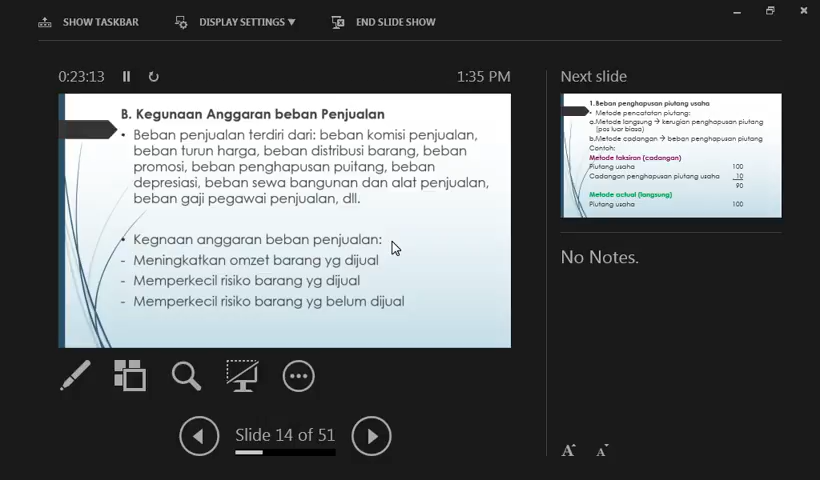 SHOW TASKBAR
DISPLAY SETTINGS ▼
END SLIDE SHOW
0:23:13
1:35 PM
B. Kegunaan Anggaran beban Penjualan
• Beban penjualan terdiri dari: beban komisi penjualan,
beban turun harga, beban distribusi barang, beban
promosi, beban penghapusan puitang, beban
depresiasi, beban sewa bangunan dan alat penjualan,
beban gaji pegawai penjualan, dll.
• Kegnaan anggaran beban penjualan:
- Meningkatkan omzet barang yg dijual
- Memperkecil risiko barang yg dijual
- Memperkecil risiko barang yg belum dijual
Slide 14 of 51
Next slide
1.Beban penghapusan piutang usaha
• Metode pencatatan piutang:
a.Metode langsung → kerugian penghapusan piutang
(pos luar biasa)
b.Metode cadangan → beban penghapusan piutang
Contoh:
Metode taksiran (cadangan)
Piutang usaha 100
Cadangan penghapusan piutang usaha 10
90
Metode actual (langsung)
Piutang usaha 100
No Notes.
A A